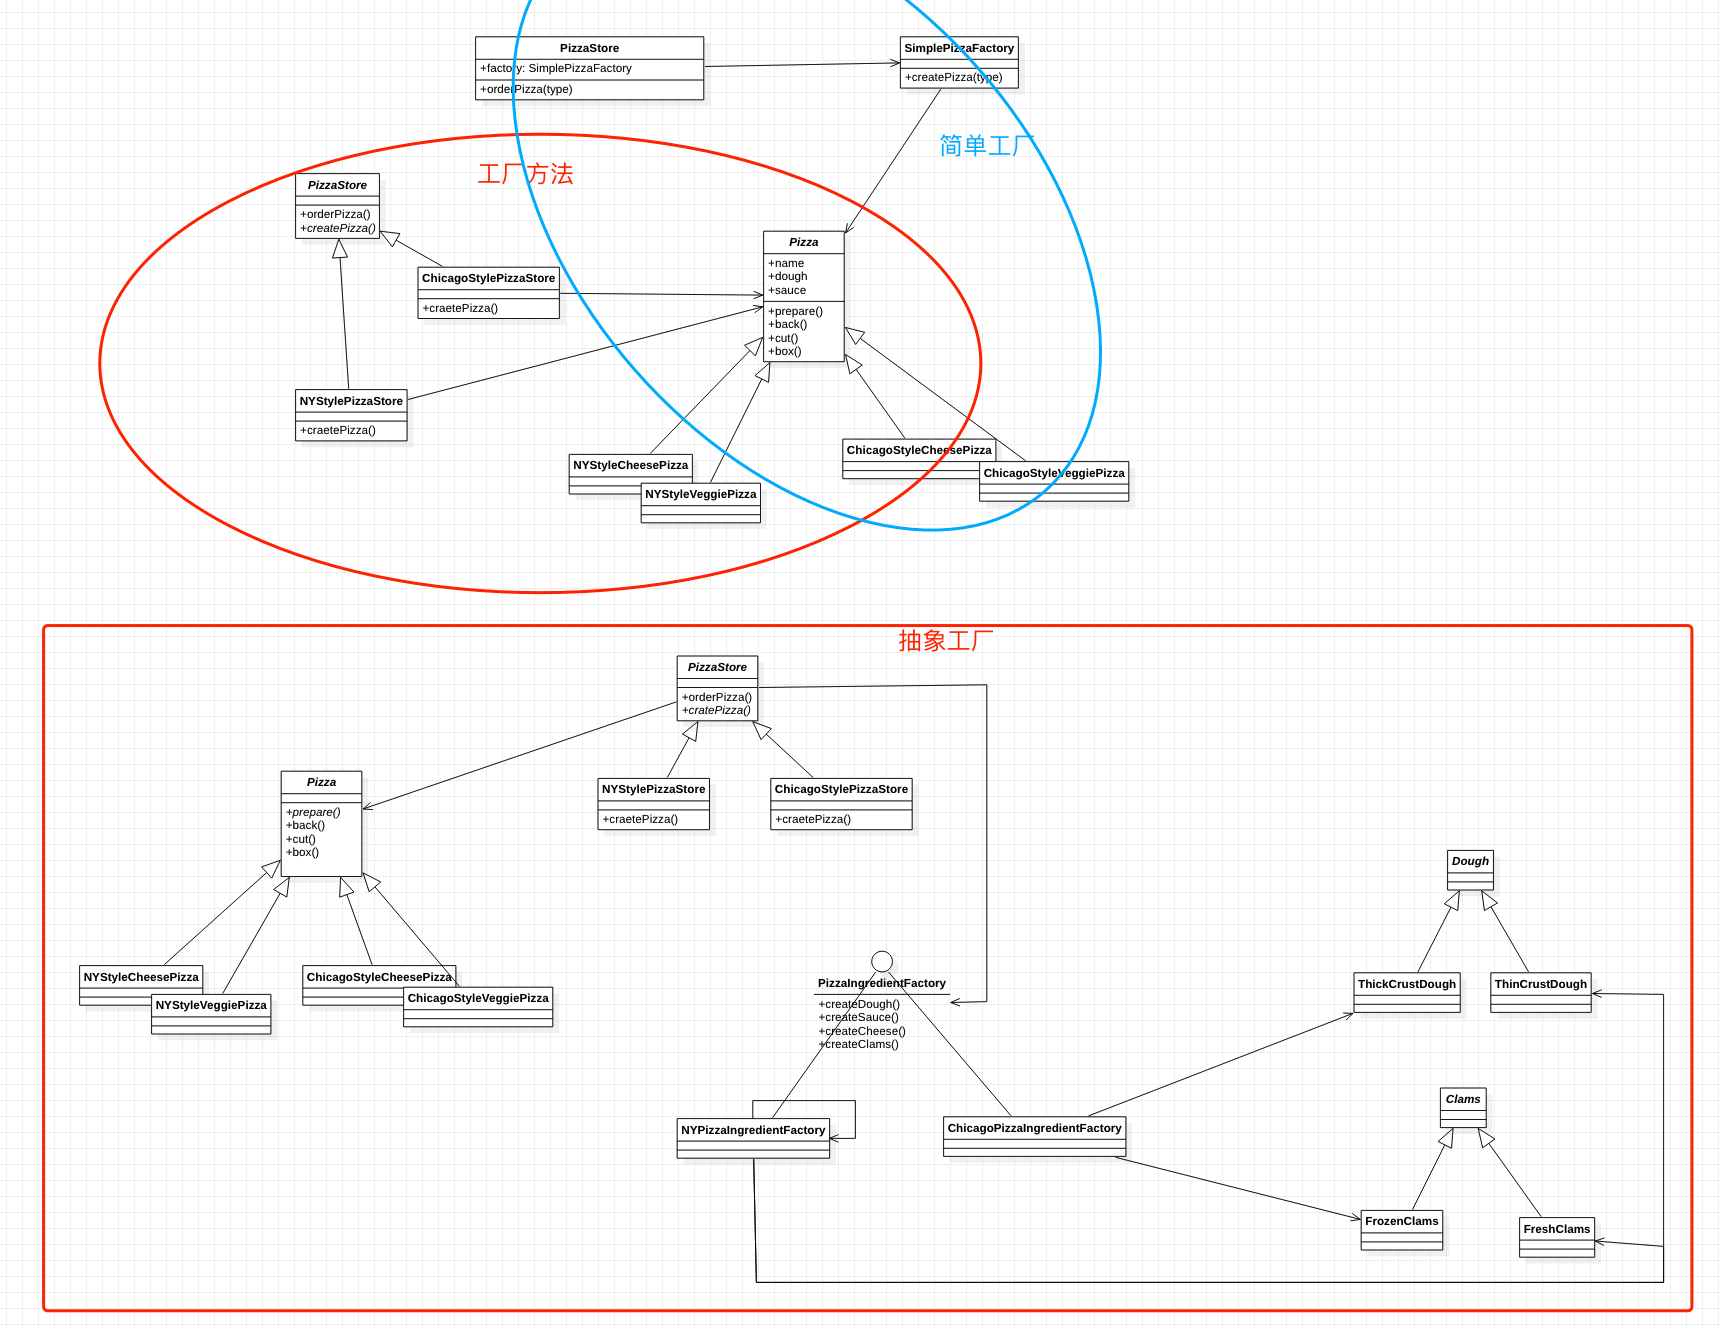 PizzaStore
+factory: SimplePizzaFactory
+orderPizza(type)
SimplePizzaFactory
+createPizza(type)
简单工厂
工厂方法
PizzaStore
+orderPizza()
+createPizza()
ChicagoStylePizzaStore
+craetePizza()
Pizza
+name
+dough
+sauce
+prepare()
+back()
+cut()
+box()
NYStylePizzaStore
+craetePizza()
NYStyleCheesePizza
NYStyleVeggiePizza
ChicagoStyleCheesePizza
ChicagoStyleVeggiePizza
抽象工厂
PizzaStore
+orderPizza()
+cratePizza()
Pizza
+prepare()
+back()
+cut()
+box()
NYStylePizzaStore
+craetePizza()
ChicagoStylePizzaStore
+craetePizza()
Dough
NYStyleCheesePizza
NYStyleVeggiePizza
ChicagoStyleCheesePizza
ChicagoStyleVeggiePizza
PizzaIngredientFactory
+createDough()
+createSauce()
+createCheese()
+createClams()
ThickCrustDough
ThinCrustDough
Clams
NYPizzaIngredientFactory
ChicagoPizzaIngredientFactory
FrozenClams
FreshClams